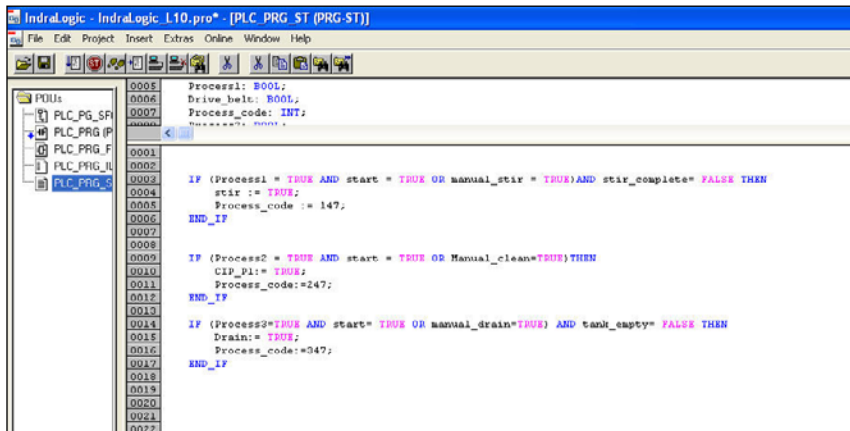 IndraLogic - IndraLogic_L10.pro* - [PLC_PRG_ST (PRG-ST)]
File Edit Project Insert Extras Online Window Help
POUs
PLC_PG_SF
PLC_PRG (P
PLC_PRG_F
PLC_PRG_IL
PLC_PRG_S
0005 Process1: BOOL;
0006 Drive_belt: BOOL;
0007 Process_code: INT;
0001
0002
0003 IF (Process1 = TRUE AND start = TRUE OR manual_stir = TRUE)AND stir_complete= FALSE THEN
0004 stir := TRUE;
0005 Process_code := 147;
0006 END_IF
0007
0008
0009 IF (Process2 = TRUE AND start = TRUE OR Manual_clean=TRUE)THEN
0010 CIP_P1:= TRUE;
0011 Process_code:=247;
0012 END_IF
0013
0014 IF (Process3=TRUE AND start= TRUE OR manual_drain=TRUE) AND tank_empty= FALSE THEN
0015 Drain:= TRUE;
0016 Process_code:=347;
0017 END_IF
0018
0019
0020
0021
0022